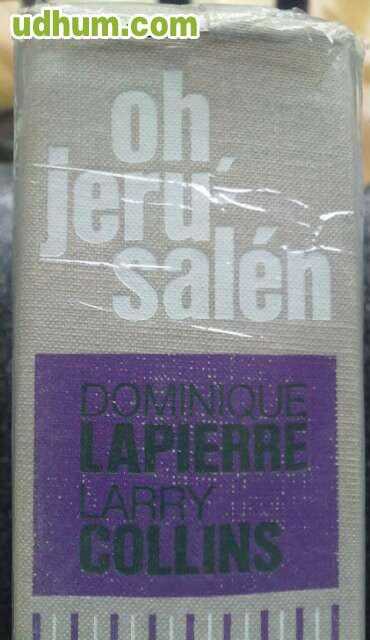 udhum.com
oh,
jeru
salén
DOMINIQUE
LAPIERRE
LARRY
COLLINS